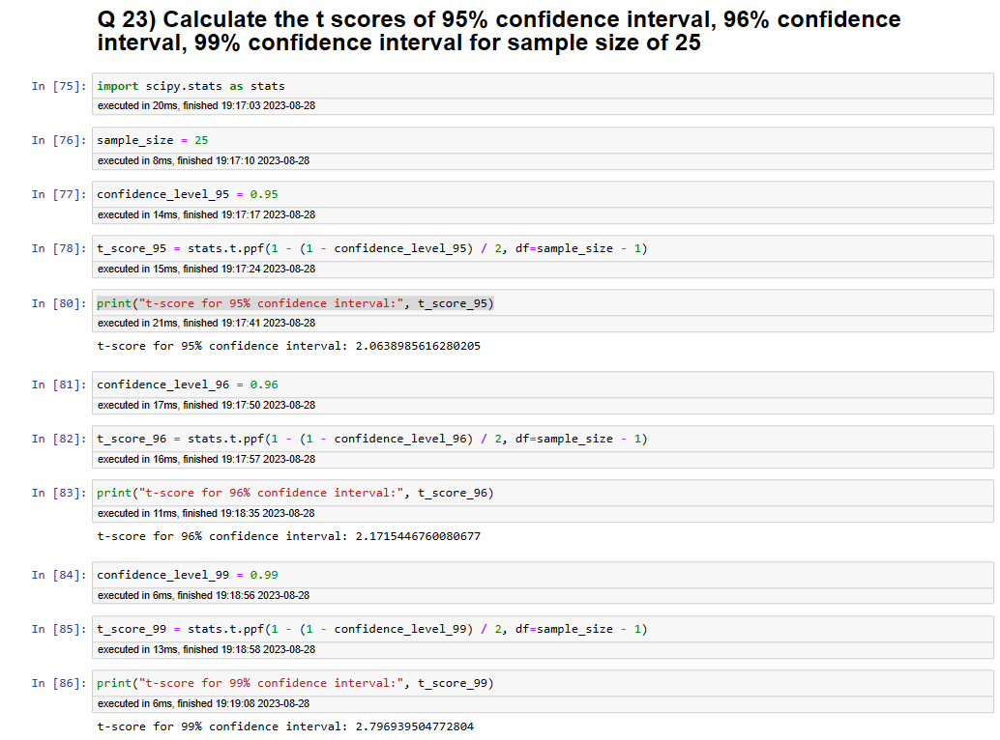 Q 23) Calculate the t scores of 95% confidence interval, 96% confidence
interval, 99% confidence interval for sample size of 25
In [75]: import scipy.stats as stats
executed in 20ms, finished 19:17:03 2023-08-28
In [76]: sample_size = 25
executed in 8ms, finished 19:17:10 2023-08-28
In [77]: confidence_level_95 = 0.95
executed in 14ms, finished 19:17:17 2023-08-28
In [78]: t_score_95 = stats.t.ppf(1 - (1 - confidence_level_95) / 2, df=sample_size - 1)
executed in 15ms, finished 19:17:24 2023-08-28
In [80]: print("t-score for 95% confidence interval:", t_score_95)
executed in 21ms, finished 19:17:41 2023-08-28
t-score for 95% confidence interval: 2.0638985616280205
In [81]: confidence_level_96 = 0.96
executed in 17ms, finished 19:17:50 2023-08-28
In [82]: t_score_96 = stats.t.ppf(1 - (1 - confidence_level_96) / 2, df=sample_size - 1)
executed in 16ms, finished 19:17:57 2023-08-28
In [83]: print("t-score for 96% confidence interval:", t_score_96)
executed in 11ms, finished 19:18:35 2023-08-28
t-score for 96% confidence interval: 2.1715446760080677
In [84]: confidence_level_99 = 0.99
executed in 6ms, finished 19:18:56 2023-08-28
In [85]: t_score_99 = stats.t.ppf(1 - (1 - confidence_level_99) / 2, df=sample_size - 1)
executed in 13ms, finished 19:18:58 2023-08-28
In [86]: print("t-score for 99% confidence interval:", t_score_99)
executed in 6ms, finished 19:19:08 2023-08-28
t-score for 99% confidence interval: 2.796939504772804